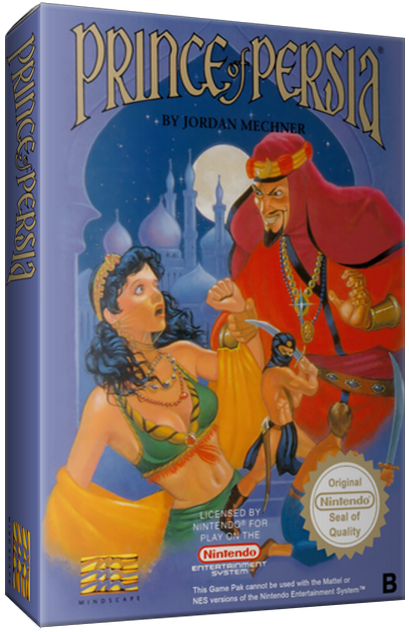 PRINCE of PERSIA®
BY JORDAN MECHNER
PRINCE of PERSIA
LICENSED BY
NINTENDO® FOR
PLAY ON THE
Nintendo
ENTERTAINMENT
SYSTEM™
Original
Nintendo®
Seal of
Quality
MINDSCAPE
This Game Pak cannot be used with the Mattel or
NES versions of the Nintendo Entertainment System™
B
MINDSCAPE